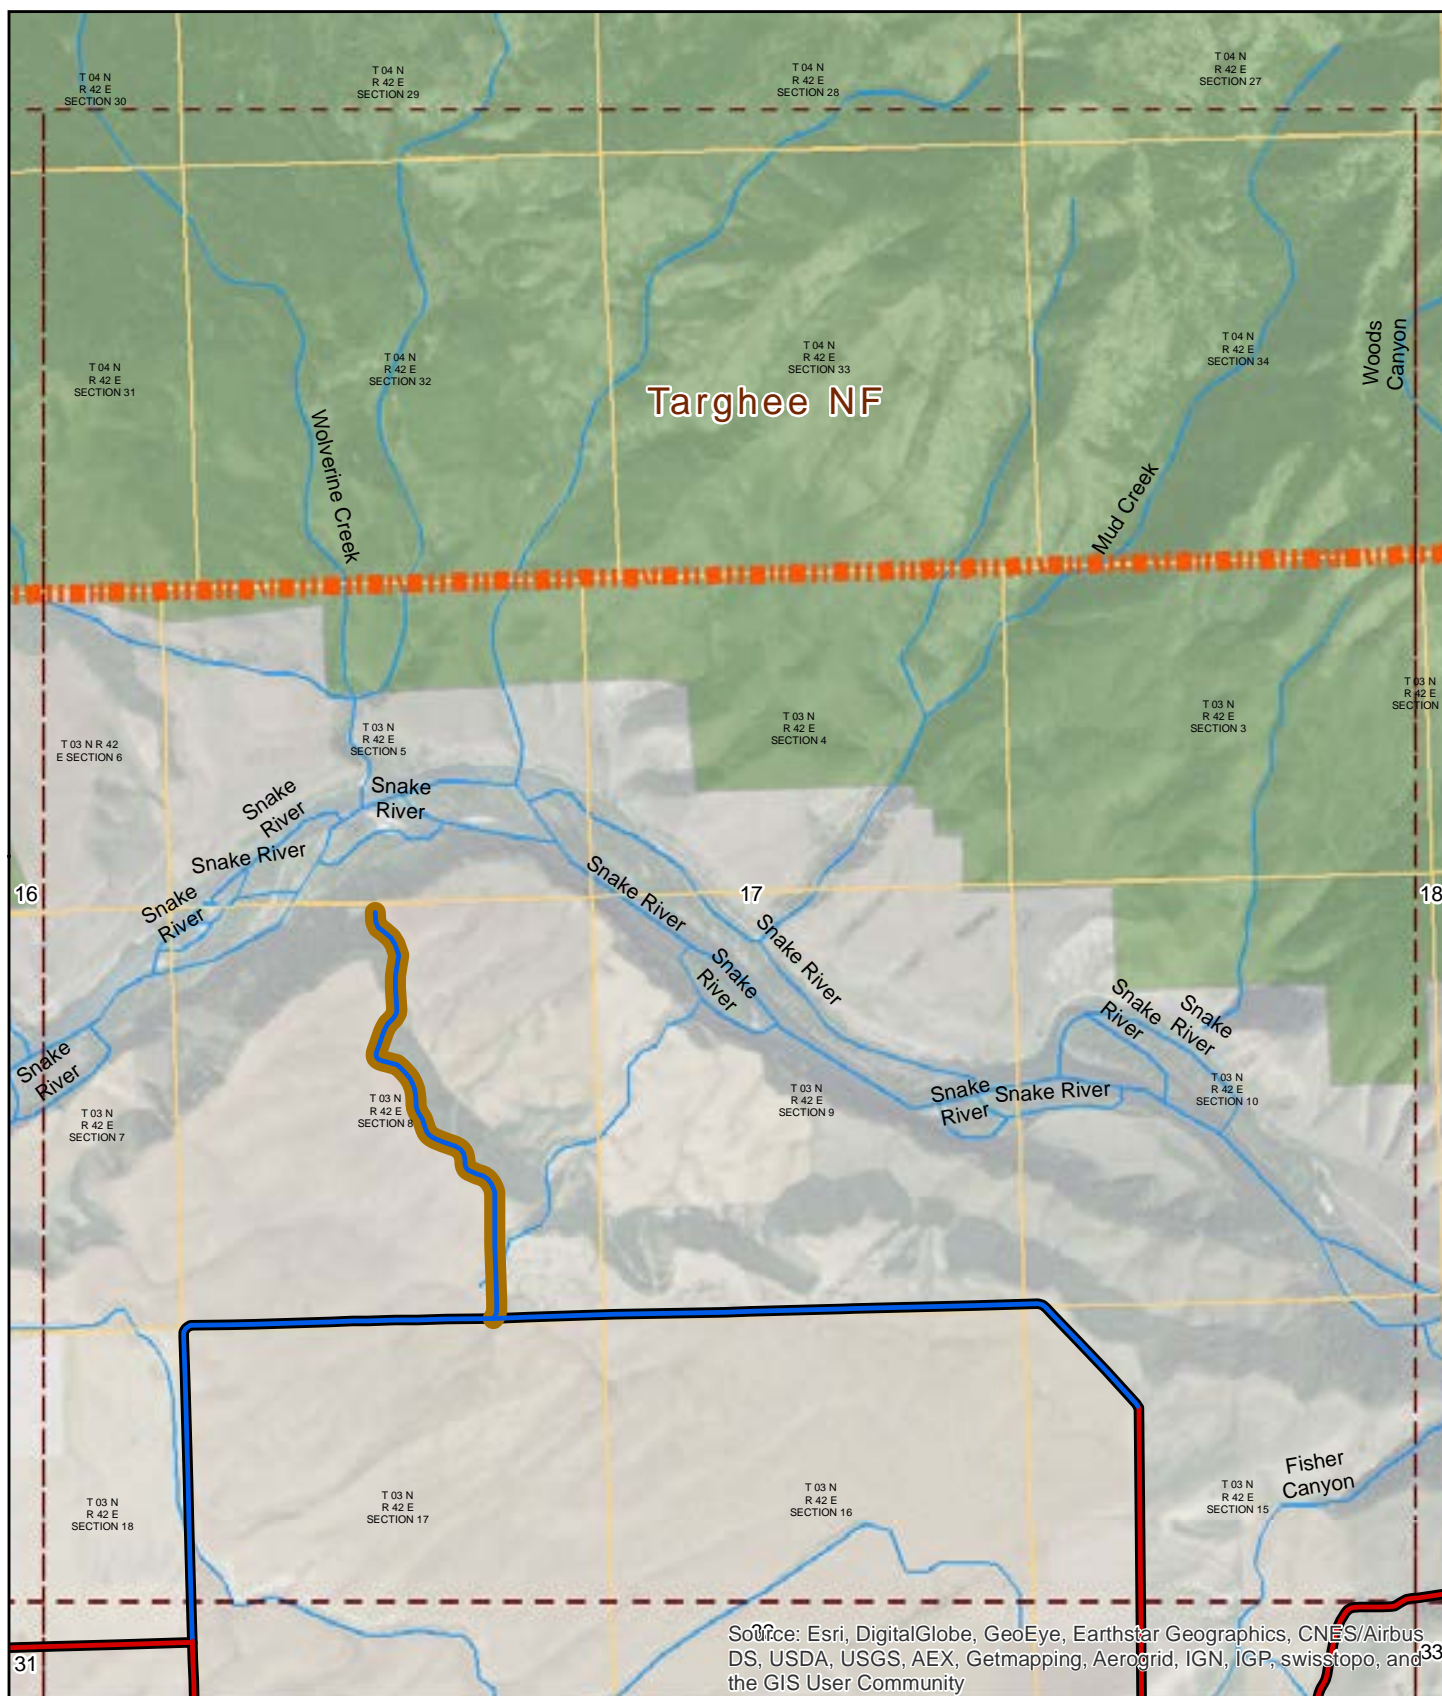 T 04 N
R 42 E
SECTION 30
T 04 N
R 42 E
SECTION 29
T 04 N
R 42 E
SECTION 28
T 04 N
R 42 E
SECTION 27
T 04 N
R 42 E
SECTION 31
T 04 N
R 42 E
SECTION 32
T 04 N
R 42 E
SECTION 33
T 04 N
R 42 E
SECTION 34
Woods
Canyon
Targhee NF
Wolverine Creek
Mud Creek
T 03 N R 42
E SECTION 6
T 03 N
R 42 E
SECTION 5
T 03 N
R 42 E
SECTION 4
T 03 N
R 42 E
SECTION 3
T 03 N
R 42 E
SECTION
Snake
River
Snake
River
Snake River
Snake
River
16
17
18
Snake River
Snake River
Snake
River
Snake
River
Snake
River
Snake
River
Snake
River
Snake River
T 03 N
R 42 E
SECTION 7
T 03 N
R 42 E
SECTION 8
T 03 N
R 42 E
SECTION 9
T 03 N
R 42 E
SECTION 10
T 03 N
R 42 E
SECTION 18
T 03 N
R 42 E
SECTION 17
T 03 N
R 42 E
SECTION 16
T 03 N
R 42 E
SECTION 15
Fisher
Canyon
31
33
Source: Esri, DigitalGlobe, GeoEye, Earthstar Geographics, CNES/Airbus
DS, USDA, USGS, AEX, Getmapping, Aerogrid, IGN, IGP, swisstopo, and
the GIS User Community